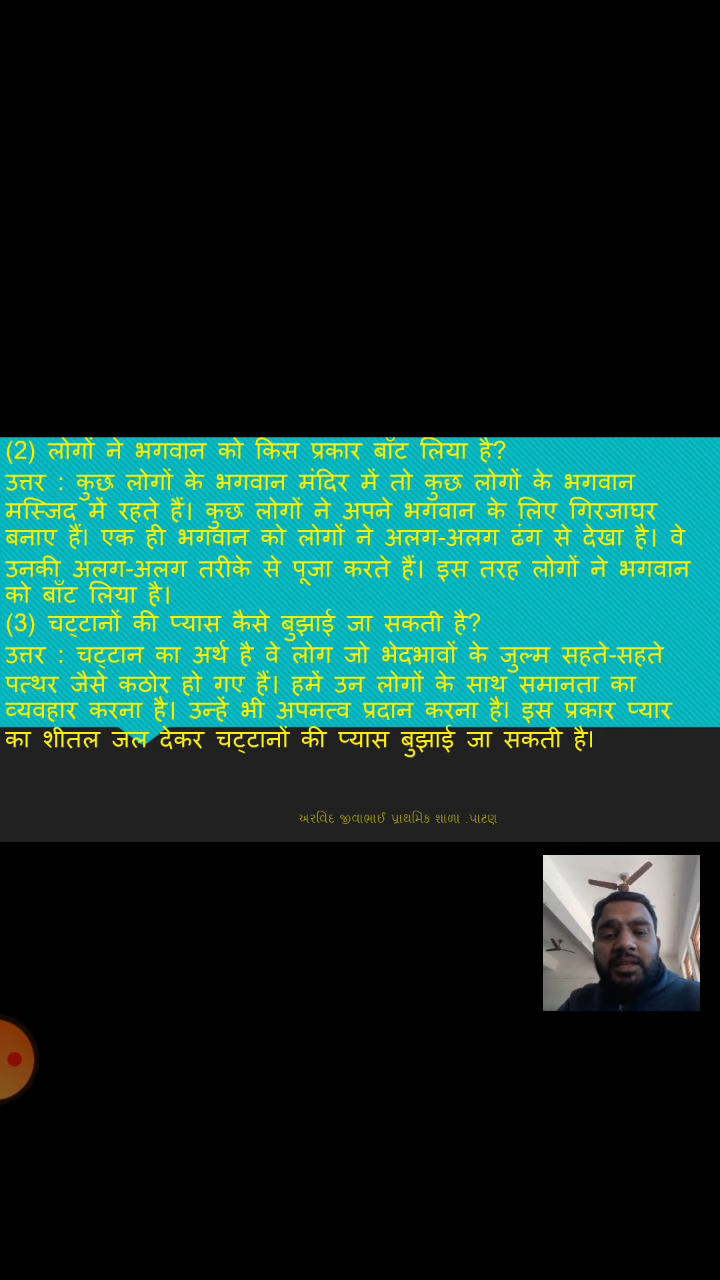 (2) लोगों ने भगवान को किस प्रकार बाँट लिया है?
उत्तर : कुछ लोगों के भगवान मंदिर में तो कुछ लोगों के भगवान
मस्जिद में रहते हैं। कुछ लोगों ने अपने भगवान के लिए गिरजाघर
बनाए हैं। एक ही भगवान को लोगों ने अलग-अलग ढंग से देखा है। वे
उनकी अलग-अलग तरीके से पूजा करते हैं। इस तरह लोगों ने भगवान
को बाँट लिया है।
(3) चट्टानों की प्यास कैसे बुझाई जा सकती है?
उत्तर : चट्टान का अर्थ है वे लोग जो भेदभावों के जुल्म सहते-सहते
पत्थर जैसे कठोर हो गए हैं। हमें उन लोगों के साथ समानता का
व्यवहार करना है। उन्हें भी अपनत्व प्रदान करना है। इस प्रकार प्यार
का शीतल जल देकर चट्टानों की प्यास बुझाई जा सकती है।
અરવિંદ જીવાભાઈ પ્રાથમિક શાળા .પાટણ